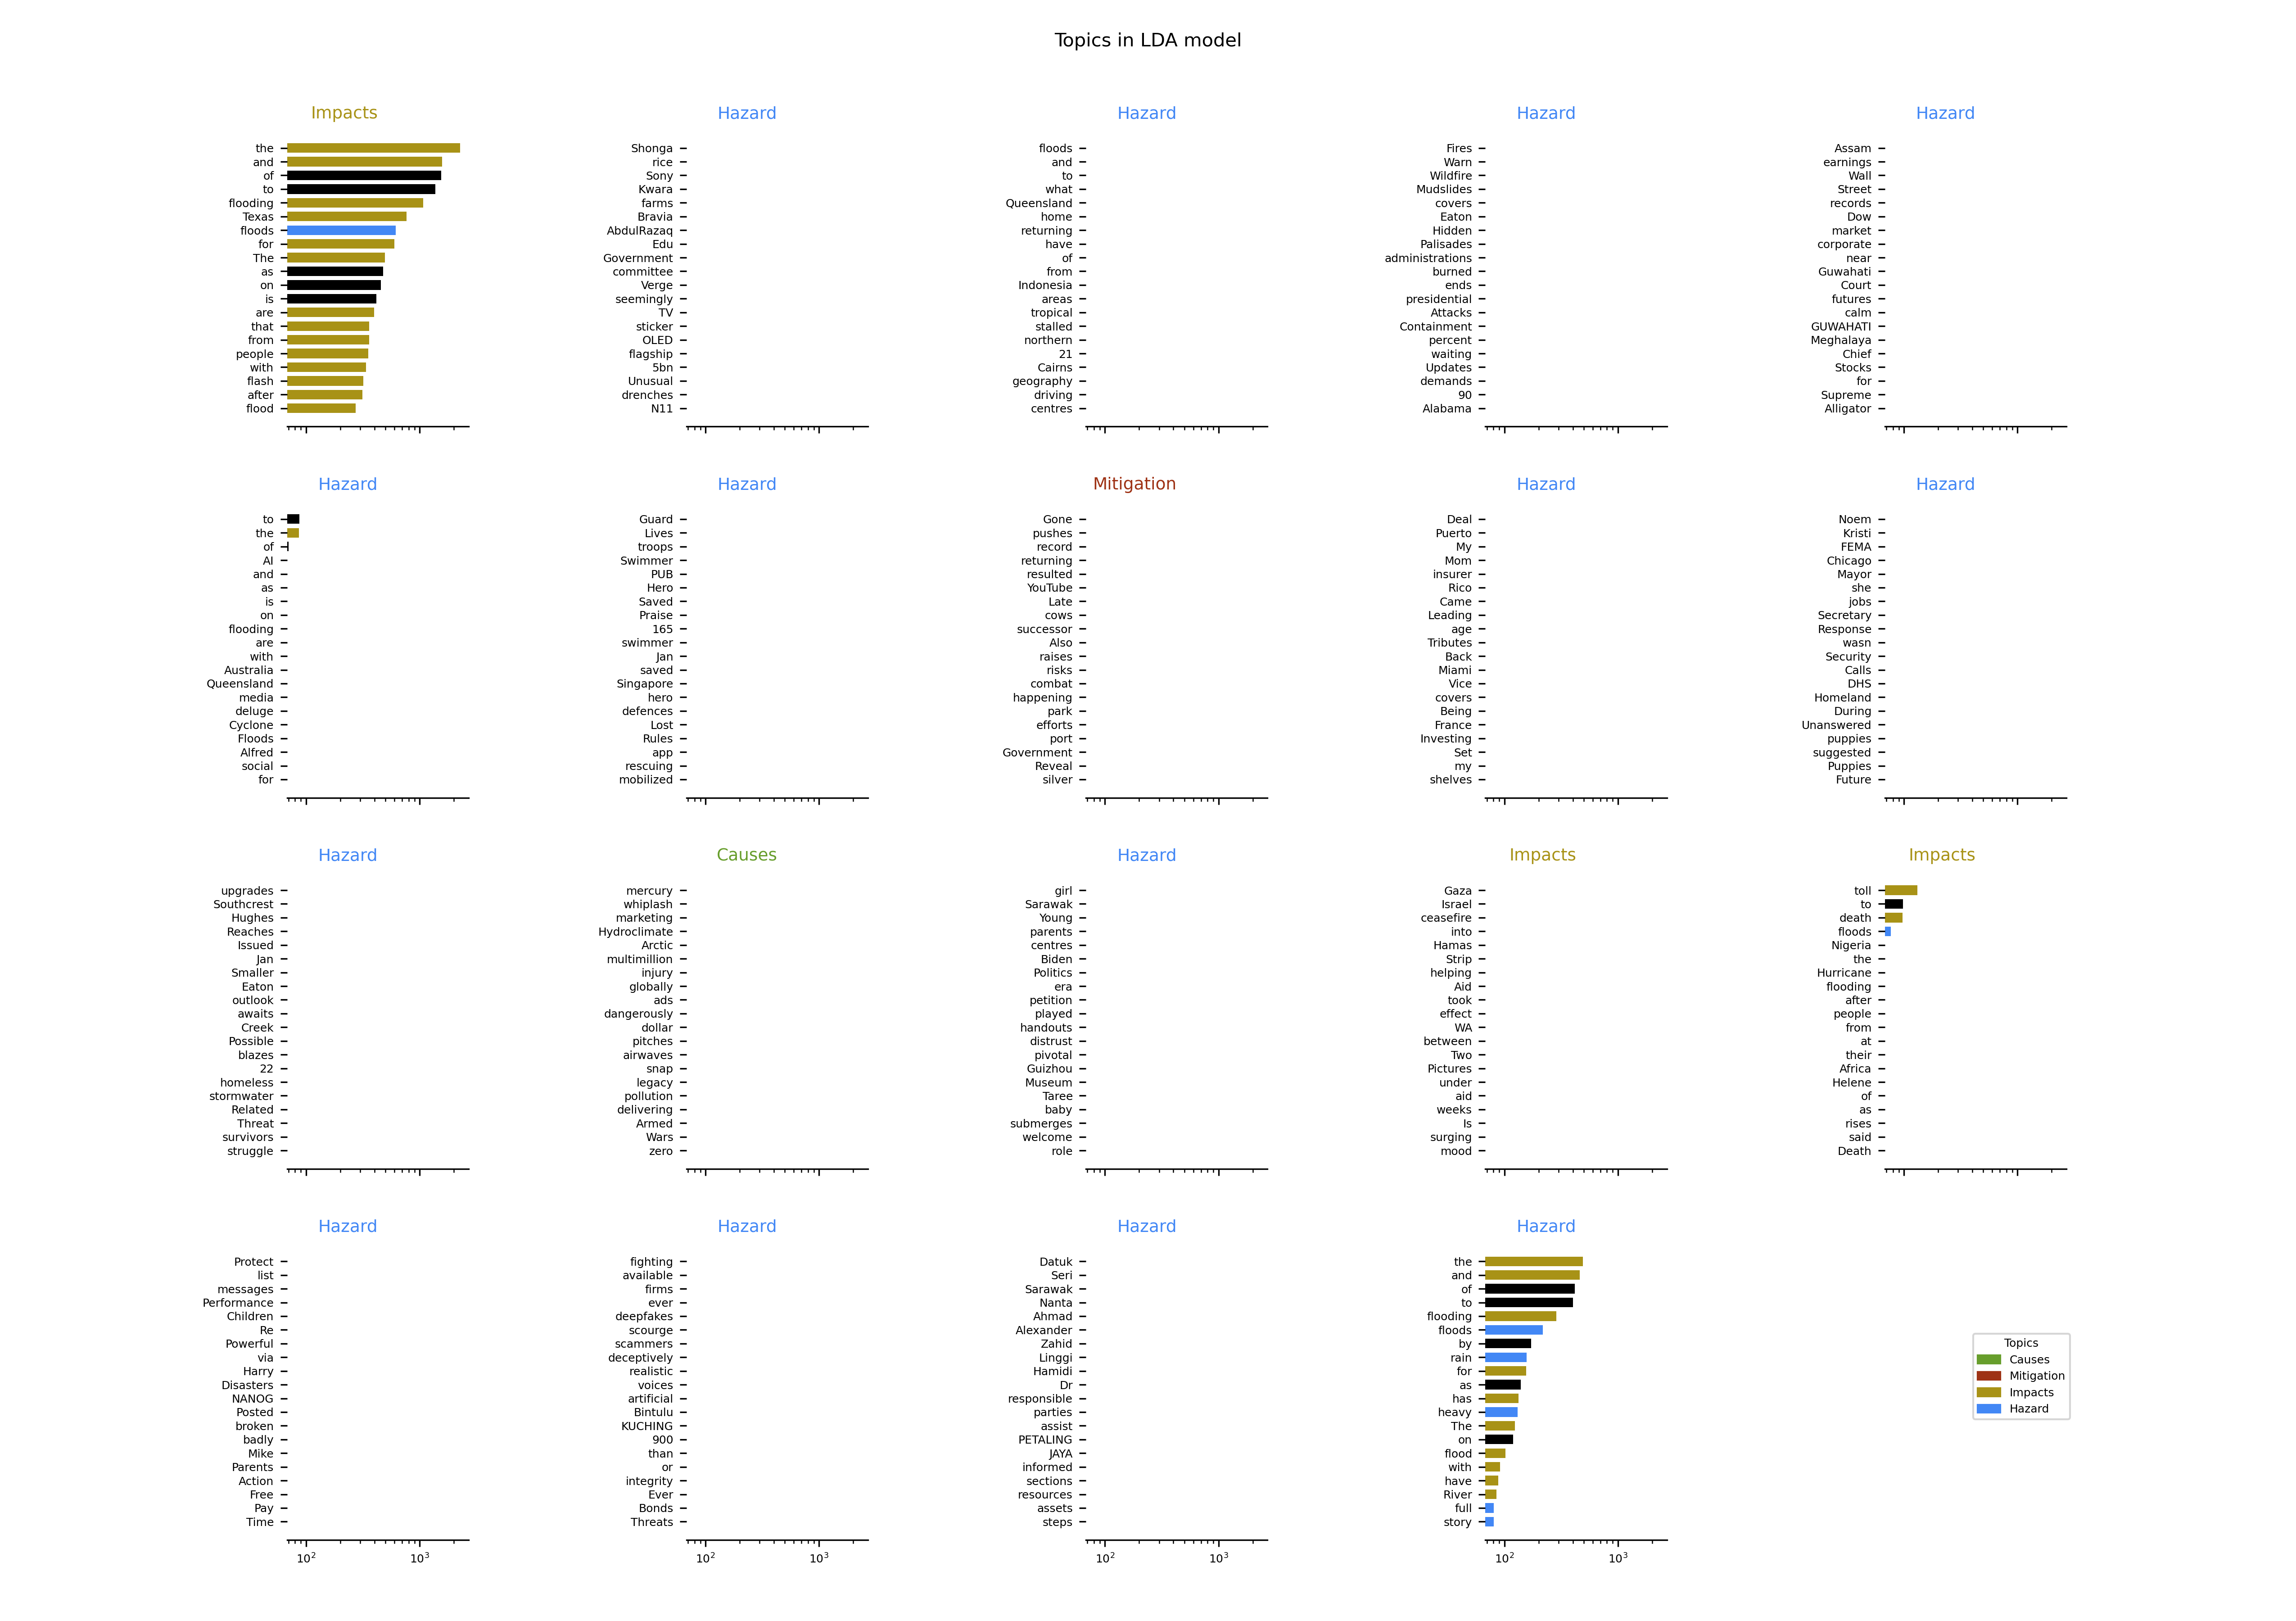 Topics in LDA model
Impacts
the
and
of
to
flooding
Texas
floods
for
The
as
on
is
are
that
from
people
with
flash
after
flood
Hazard
Shonga
rice
Sony
Kwara
farms
Bravia
AbdulRazaq
Edu
Government
committee
Verge
seemingly
TV
sticker
OLED
flagship
5bn
Unusual
drenches
N11
Hazard
floods
and
to
what
Queensland
home
returning
have
of
from
Indonesia
areas
tropical
stalled
northern
21
Cairns
geography
driving
centres
Hazard
Fires
Warn
Wildfire
Mudslides
covers
Eaton
Hidden
Palisades
administrations
burned
ends
presidential
Attacks
Containment
percent
waiting
Updates
demands
90
Alabama
Hazard
Assam
earnings
Wall
Street
records
Dow
market
corporate
near
Guwahati
Court
futures
calm
GUWAHATI
Meghalaya
Chief
Stocks
for
Supreme
Alligator
Hazard
to
the
of
AI
and
as
is
on
flooding
are
with
Australia
Queensland
media
deluge
Cyclone
Floods
Alfred
social
for
Hazard
Guard
Lives
troops
Swimmer
PUB
Hero
Saved
Praise
165
swimmer
Jan
saved
Singapore
hero
defences
Lost
Rules
app
rescuing
mobilized
Mitigation
Gone
pushes
record
returning
resulted
YouTube
Late
cows
successor
Also
raises
risks
combat
happening
park
efforts
port
Government
Reveal
silver
Hazard
Deal
Puerto
My
Mom
insurer
Rico
Came
Leading
age
Tributes
Back
Miami
Vice
covers
Being
France
Investing
Set
my
shelves
Hazard
Noem
Kristi
FEMA
Chicago
Mayor
she
jobs
Secretary
Response
wasn
Security
Calls
DHS
Homeland
During
Unanswered
puppies
suggested
Puppies
Future
Hazard
upgrades
Southcrest
Hughes
Reaches
Issued
Jan
Smaller
Eaton
outlook
awaits
Creek
Possible
blazes
22
homeless
stormwater
Related
Threat
survivors
struggle
Causes
mercury
whiplash
marketing
Hydroclimate
Arctic
multimillion
injury
globally
ads
dangerously
dollar
pitches
airwaves
snap
legacy
pollution
delivering
Armed
Wars
zero
Hazard
girl
Sarawak
Young
parents
centres
Biden
Politics
era
petition
played
handouts
distrust
pivotal
Guizhou
Museum
Taree
baby
submerges
welcome
role
Impacts
Gaza
Israel
ceasefire
into
Hamas
Strip
helping
Aid
took
effect
WA
between
Two
Pictures
under
aid
weeks
Is
surging
mood
Impacts
toll
to
death
floods
Nigeria
the
Hurricane
flooding
after
people
from
at
their
Africa
Helene
of
as
rises
said
Death
Hazard
Protect
list
messages
Performance
Children
Re
Powerful
via
Harry
Disasters
NANOG
Posted
broken
badly
Mike
Parents
Action
Free
Pay
Time
10² 10³
Hazard
fighting
available
firms
ever
deepfakes
scourge
scammers
deceptively
realistic
voices
artificial
Bintulu
KUCHING
900
than
or
integrity
Ever
Bonds
Threats
10² 10³
Hazard
Datuk
Seri
Sarawak
Nanta
Ahmad
Alexander
Zahid
Linggi
Hamidi
Dr
responsible
parties
assist
PETALING
JAYA
informed
sections
resources
assets
steps
10² 10³
Hazard
the
and
of
to
flooding
floods
by
rain
for
as
has
heavy
The
on
flood
with
have
River
full
story
10² 10³
Topics
Causes
Mitigation
Impacts
Hazard